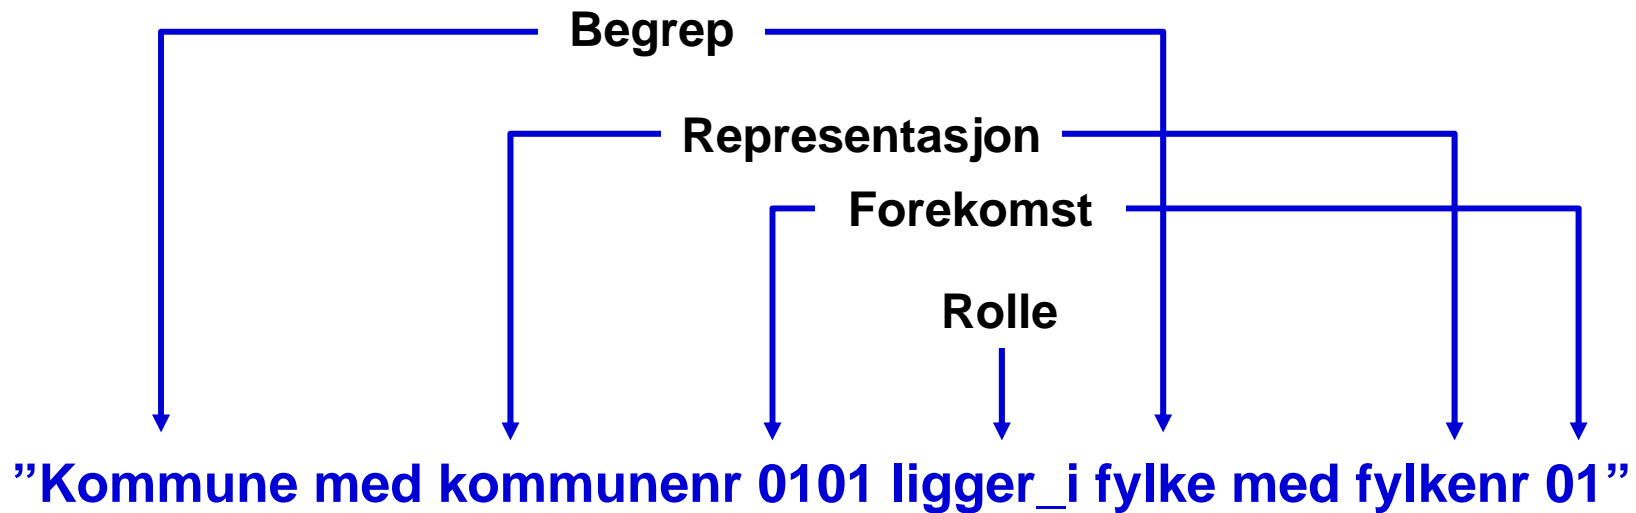 Begrep
Representasjon
Forekomst
Rolle
”Kommune med kommunenr 0101 ligger_i fylke med fylkenr 01”